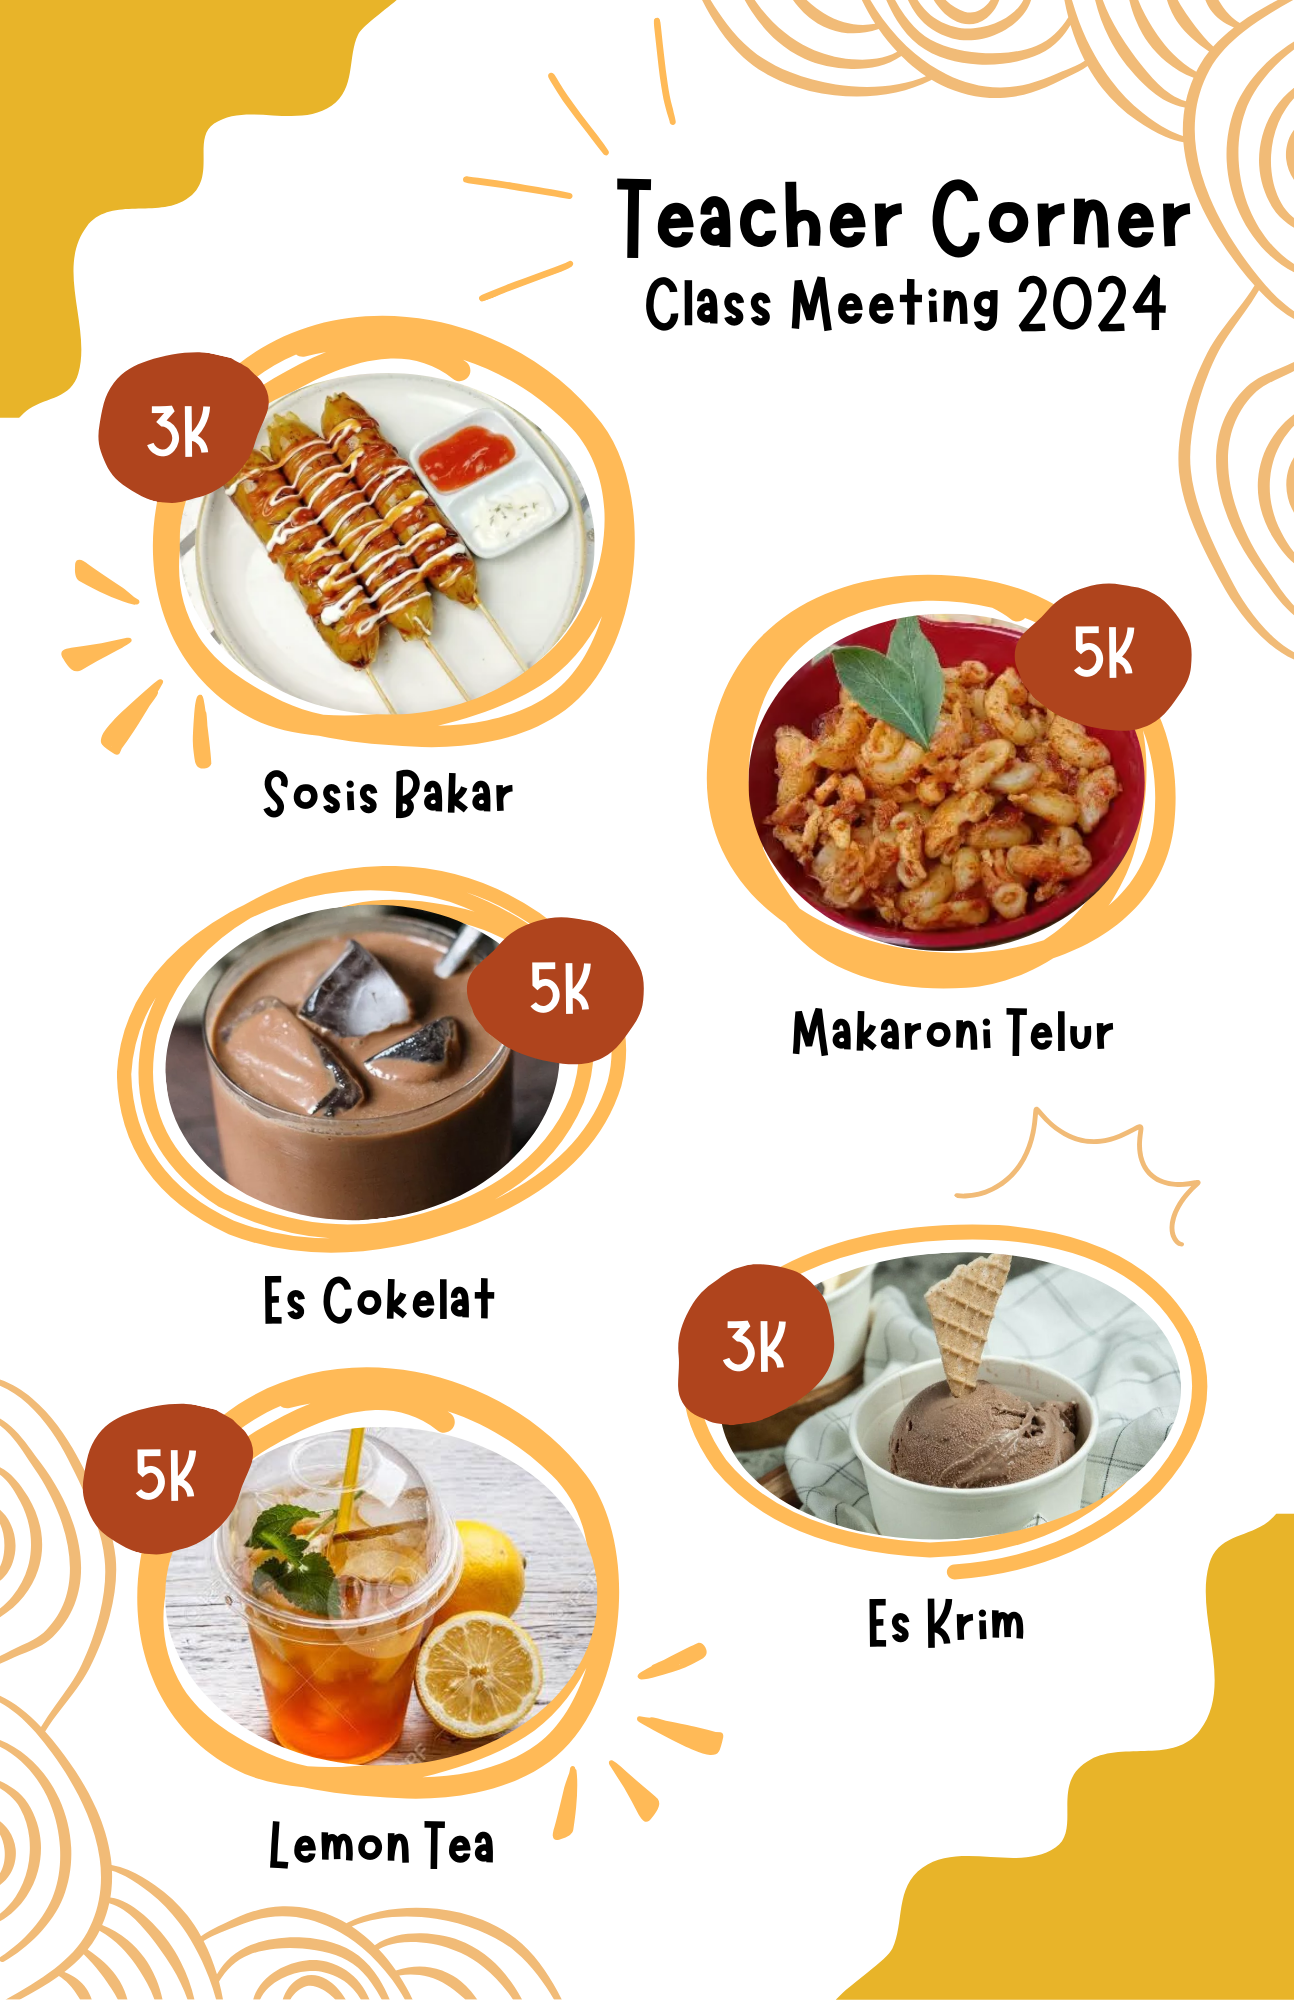 Teacher Corner
Class Meeting 2024
3K
Sosis Bakar
5K
Makaroni Telur
5K
Es Cokelat
3K
Es Krim
5K
Lemon Tea